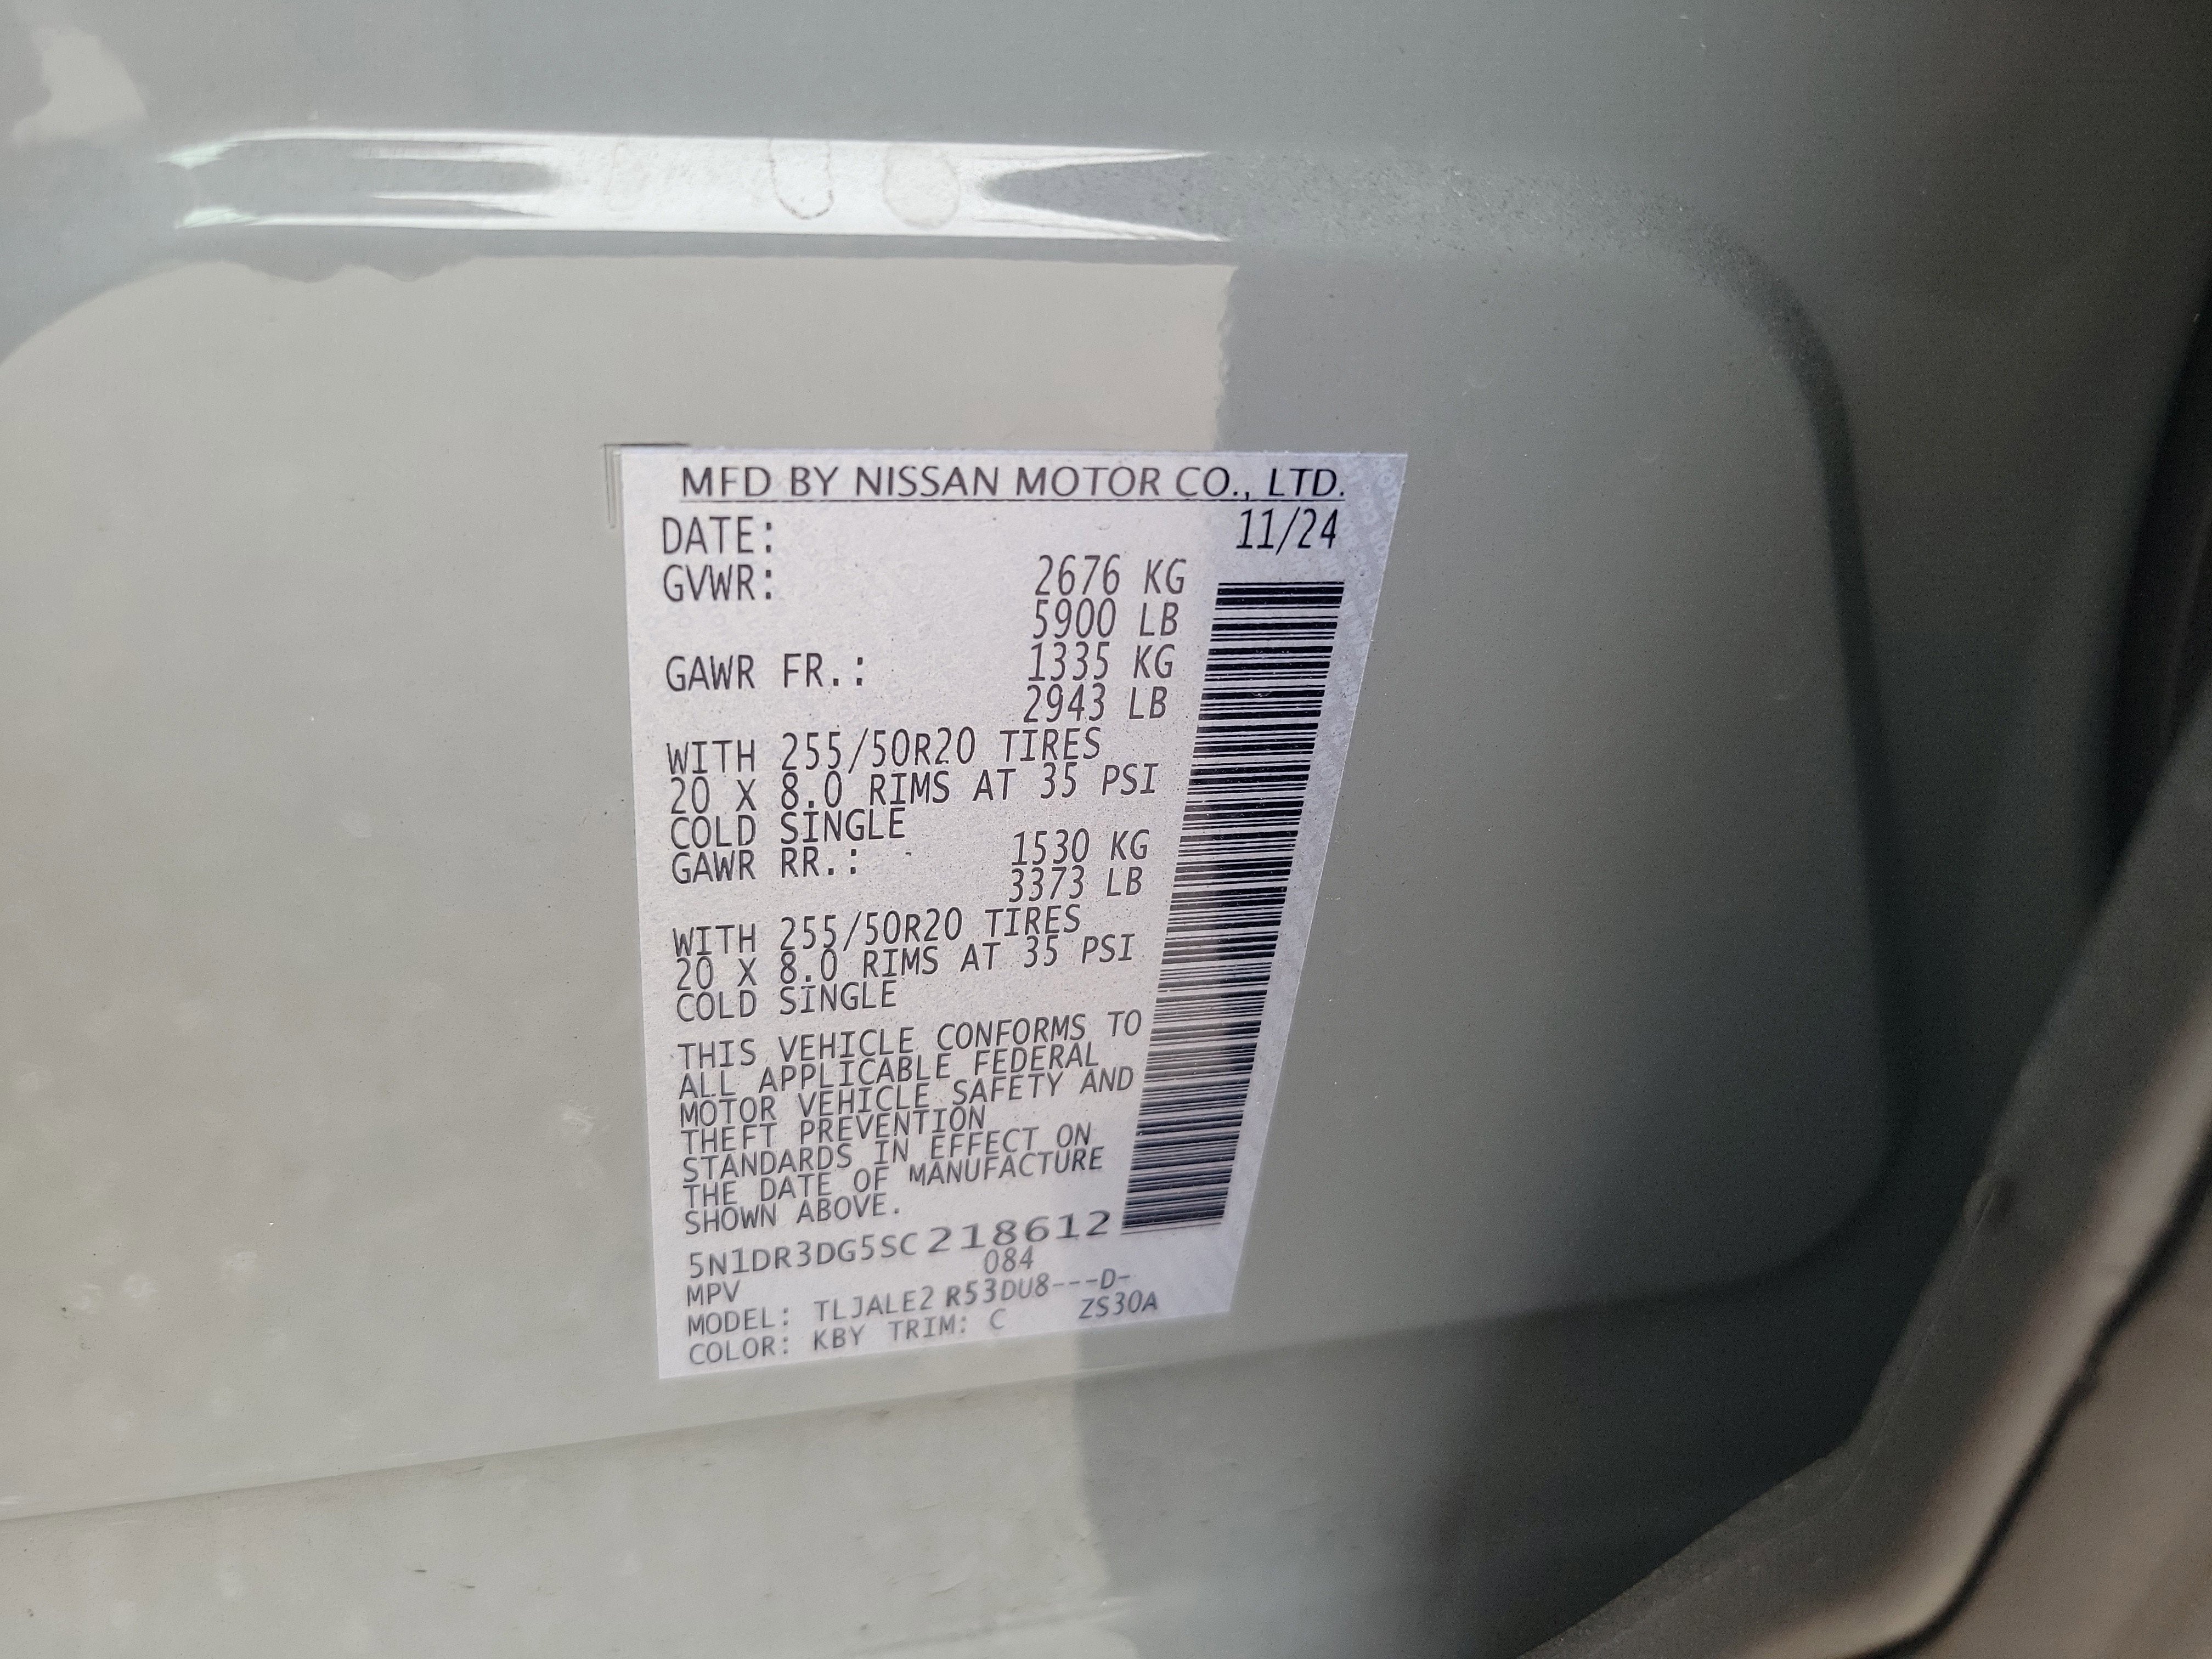 MFD BY NISSAN MOTOR CO., LTD.
DATE: 11/24
GVWR: 2676 KG
5900 LB
GAWR FR.: 1335 KG
2943 LB
WITH 255/50R20 TIRES
20 X 8.0 RIMS AT 35 PSI
COLD SINGLE
GAWR RR.: 1530 KG
3373 LB
WITH 255/50R20 TIRES
20 X 8.0 RIMS AT 35 PSI
COLD SINGLE
THIS VEHICLE CONFORMS TO
ALL APPLICABLE FEDERAL
MOTOR VEHICLE SAFETY AND
THEFT PREVENTION
STANDARDS IN EFFECT ON
THE DATE OF MANUFACTURE
SHOWN ABOVE.
5N1DR3DG5SC218612
MPV 084
MODEL: TLJALE2 R53DU8---D-
COLOR: KBY TRIM: C ZS30A